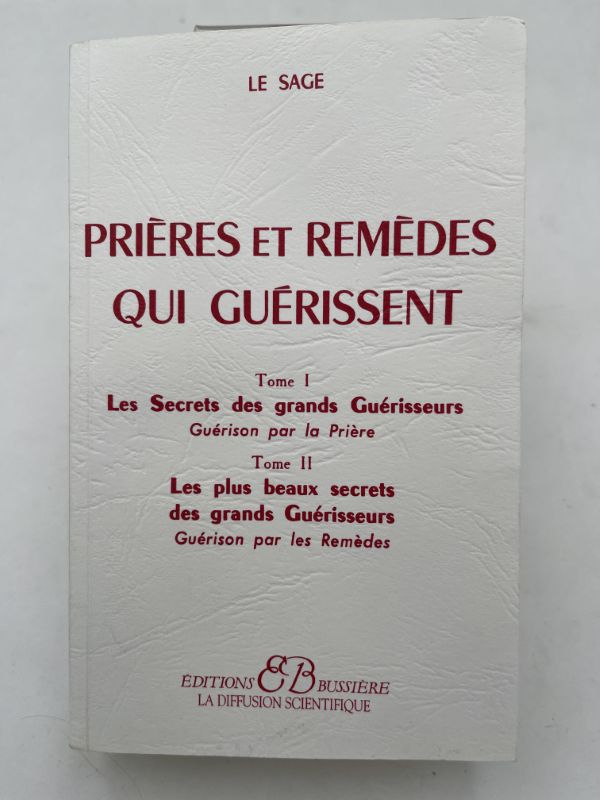 LE SAGE
PRIÈRES ET REMÈDES
QUI GUÉRISSENT
Tome I
Les Secrets des grands Guérisseurs
Guérison par la Prière
Tome II
Les plus beaux secrets
des grands Guérisseurs
Guérison par les Remèdes
ÉDITIONS EB BUSSIÈRE
LA DIFFUSION SCIENTIFIQUE